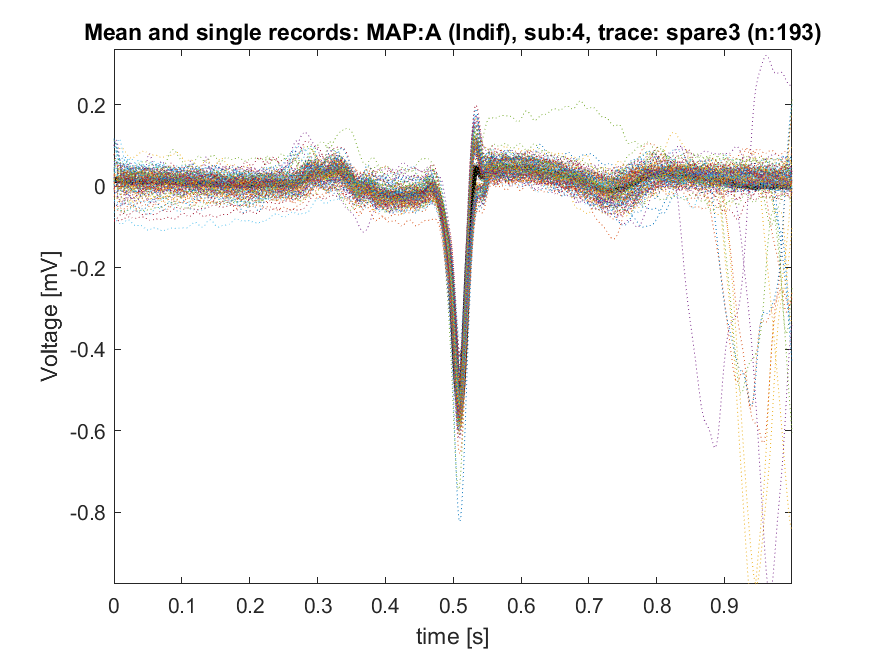 Mean and single records: MAP:A (Indif), sub:4, trace: spare3 (n:193)
0.2
0
-0.2
-0.4
-0.6
-0.8
Voltage [mV]
0 0.1 0.2 0.3 0.4 0.5 0.6 0.7 0.8 0.9
time [s]